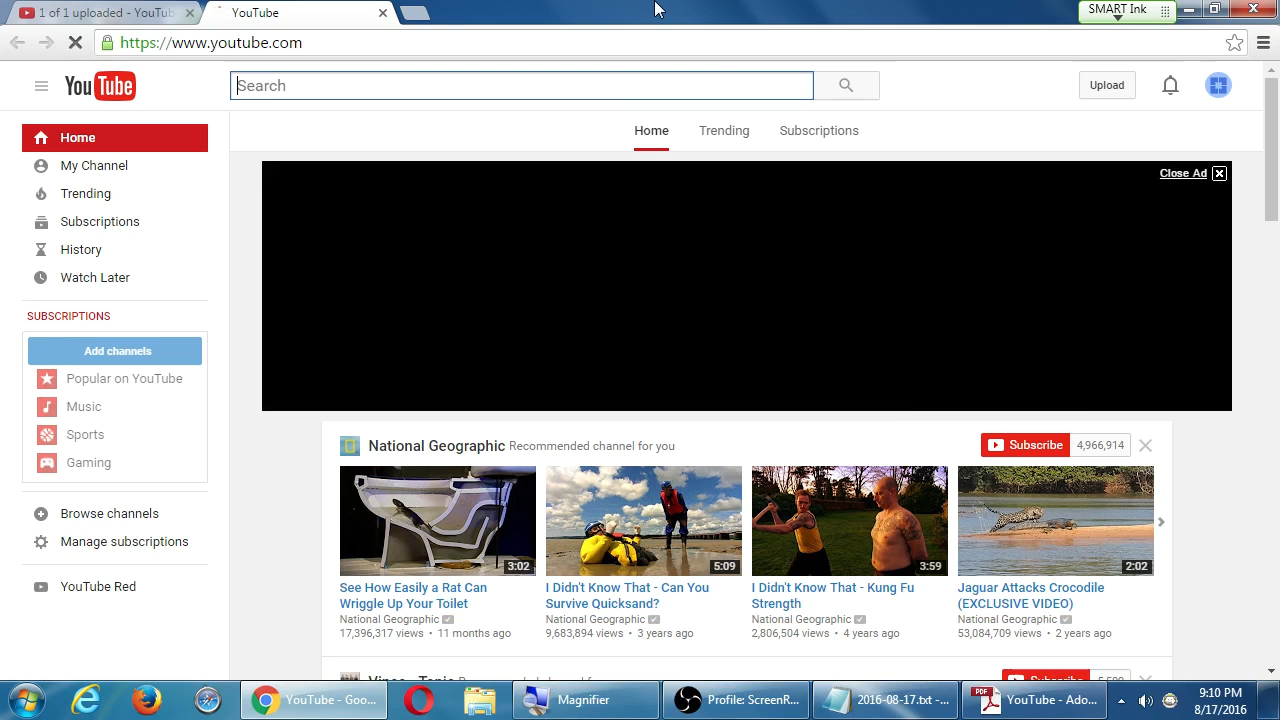 1 of 1 uploaded - YouTub
YouTube
SMART Ink
https://www.youtube.com
YouTube
Search
Upload
Home
Trending
Subscriptions
Home
My Channel
Trending
Subscriptions
History
Watch Later
SUBSCRIPTIONS
Add channels
Popular on YouTube
Music
Sports
Gaming
Browse channels
Manage subscriptions
YouTube Red
Close Ad
National Geographic Recommended channel for you
Subscribe 4,966,914
3:02
5:09
3:59
2:02
See How Easily a Rat Can
Wriggle Up Your Toilet
National Geographic
17,396,317 views • 11 months ago
I Didn't Know That - Can You
Survive Quicksand?
National Geographic
9,683,894 views • 3 years ago
I Didn't Know That - Kung Fu
Strength
National Geographic
2,806,504 views • 4 years ago
Jaguar Attacks Crocodile
(EXCLUSIVE VIDEO)
National Geographic
53,084,709 views • 2 years ago
YouTube - Goo...
Magnifier
Profile: ScreenR...
2016-08-17.txt -...
PDF
YouTube - Ado...
9:10 PM
8/17/2016